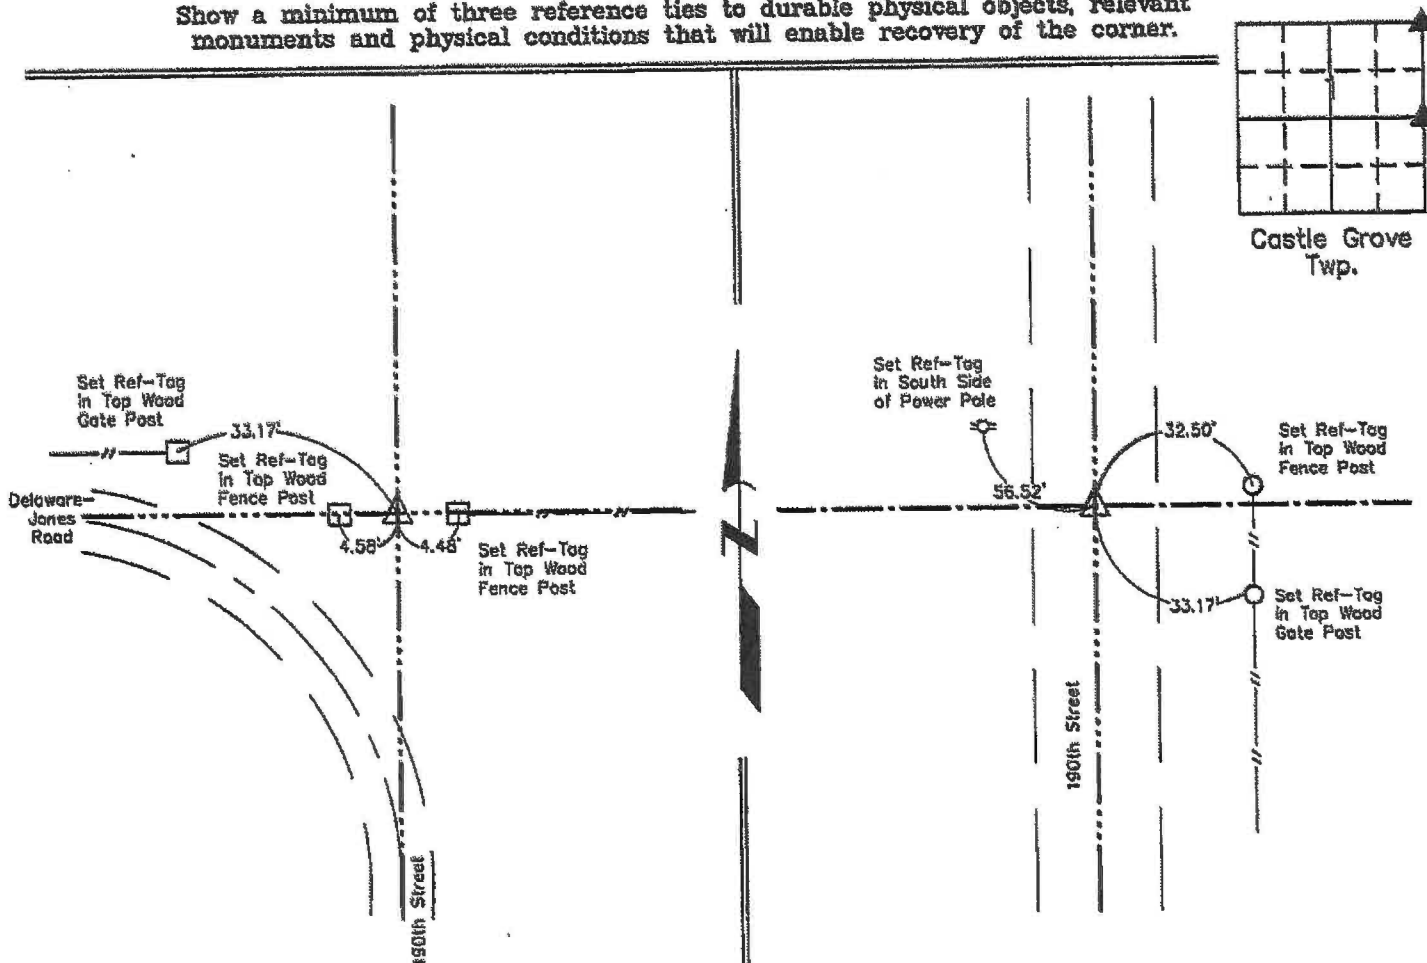 Show a minimum of three reference ties to durable physical objects, relevant
monuments and physical conditions that will enable recovery of the corner.
Castle Grove
Twp.
Set Ref-Tag
in Top Wood
Gate Post
33.17'
Set Ref-Tag
in Top Wood
Fence Post
Delaware-
Jones
Road
4.58'
4.48'
Set Ref-Tag
in Top Wood
Fence Post
190th Street
Z
Set Ref-Tag
in South Side
of Power Pole
56.52'
32.50'
Set Ref-Tag
in Top Wood
Fence Post
33.17'
Set Ref-Tag
in Top Wood
Gate Post
190th Street